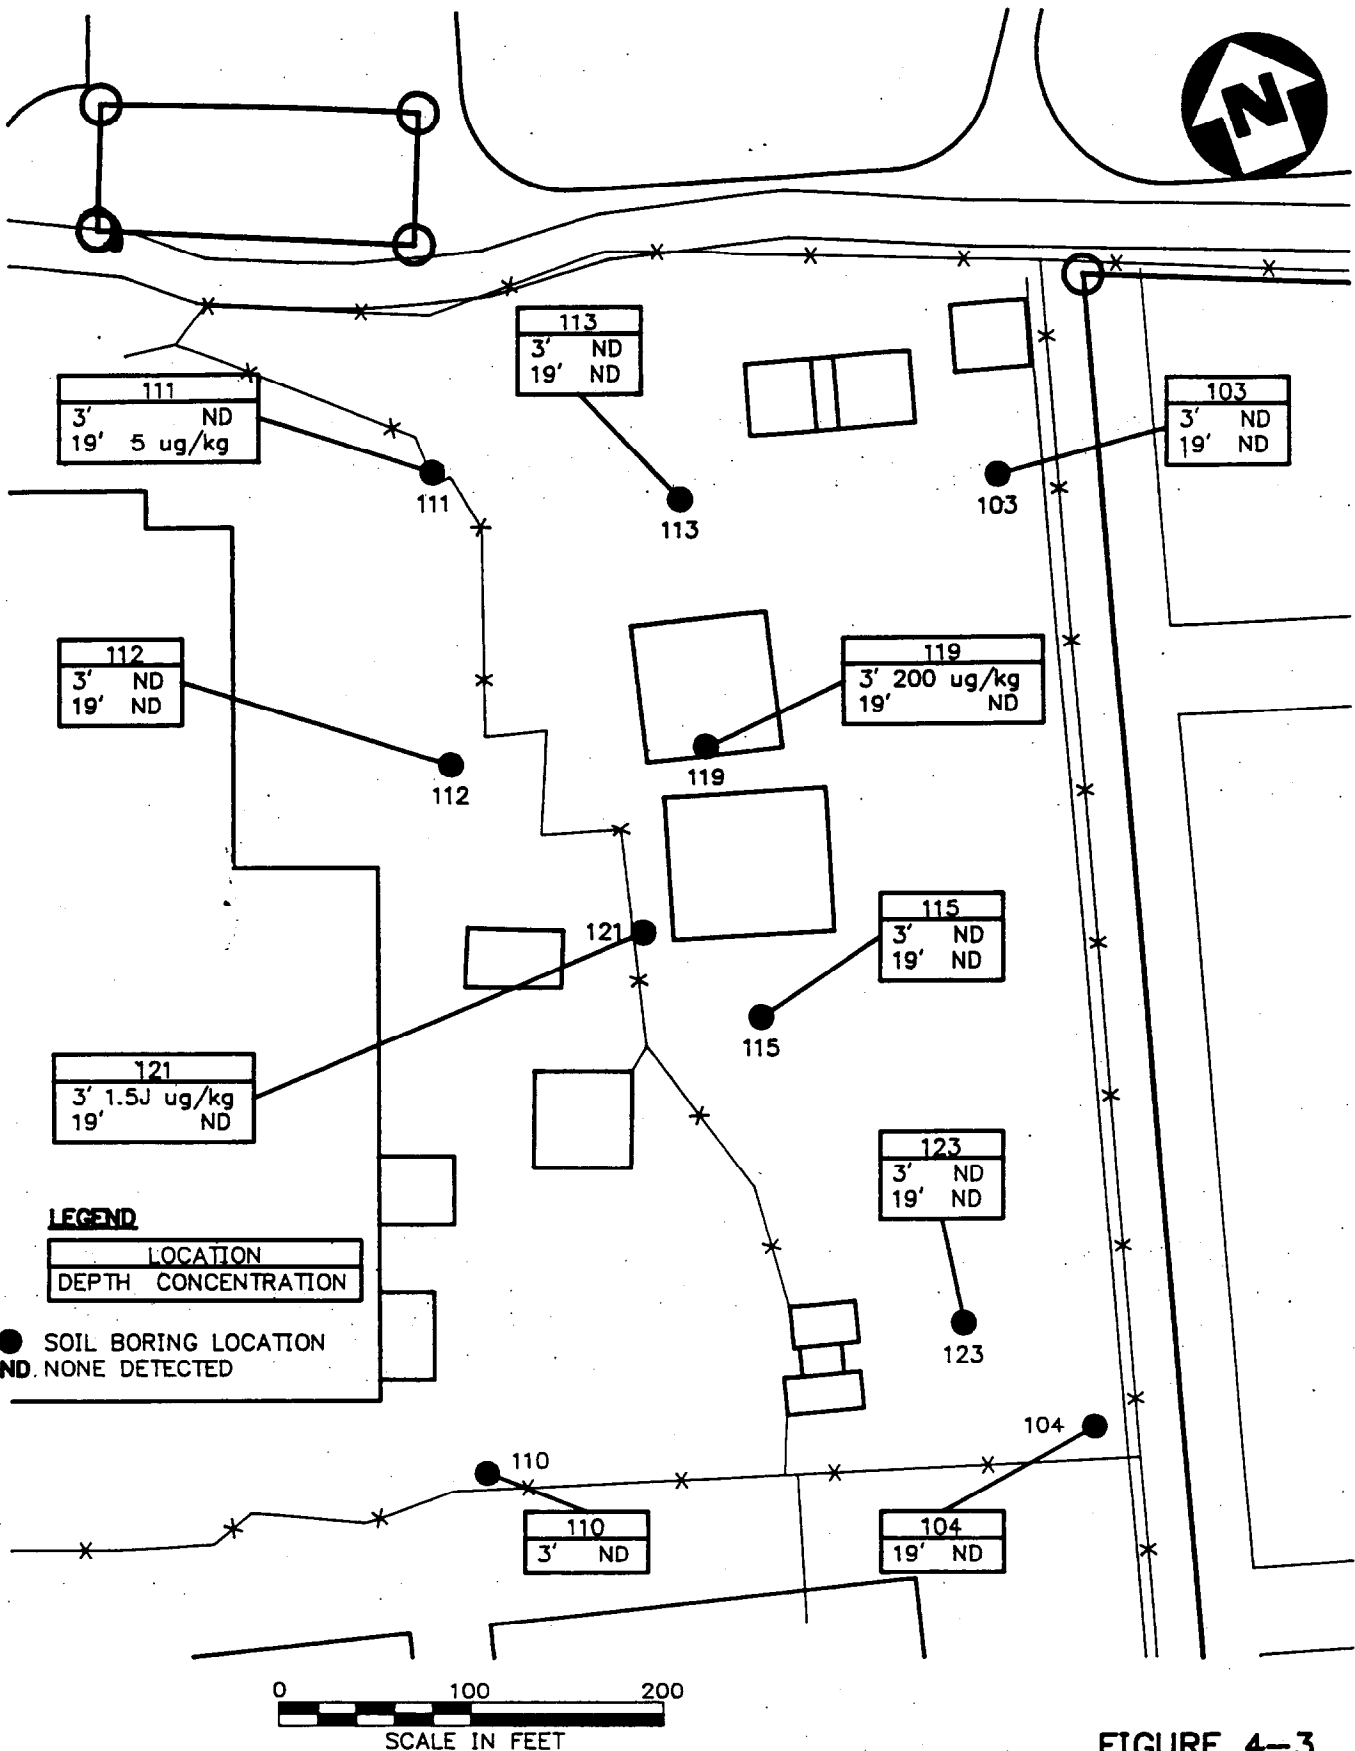 N
113
3' ND
19' ND
111
3' ND
19' 5 ug/kg
103
3' ND
19' ND
111
113
103
112
3' ND
19' ND
119
3' 200 ug/kg
19' ND
119
112
115
3' ND
19' ND
121
115
121
3' 1.5J ug/kg
19' ND
123
3' ND
19' ND
LEGEND
LOCATION
DEPTH CONCENTRATION
SOIL BORING LOCATION
ND. NONE DETECTED
123
104
110
110
3' ND
104
19' ND
0 100 200
SCALE IN FEET
FIGURE 4-3